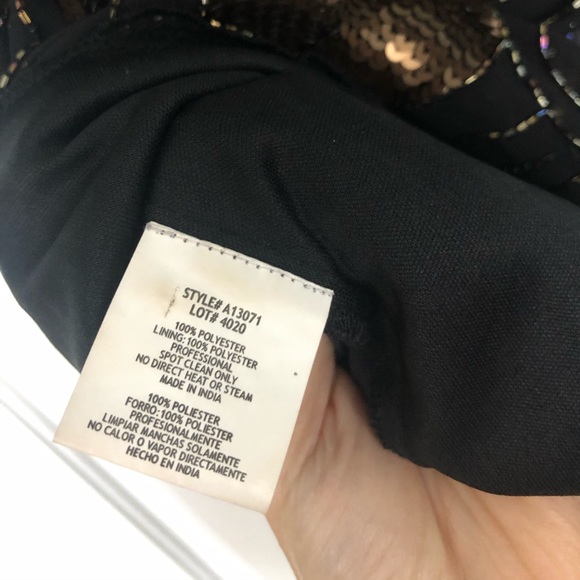 STYLE# A13071
LOT# 4020
100% POLYESTER
LINING: 100% POLYESTER
PROFESSIONAL
SPOT CLEAN ONLY
NO DIRECT HEAT OR STEAM
MADE IN INDIA
100% POLIESTER
FORRO: 100% POLIESTER
PROFESIONALMENTE
LIMPIAR MANCHAS SOLAMENTE
NO CALOR O VAPOR DIRECTAMENTE
HECHO EN INDIA